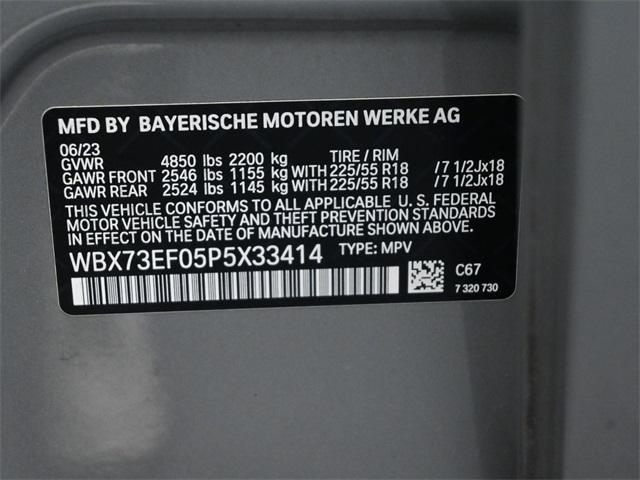 MFD BY BAYERISCHE MOTOREN WERKE AG
06/23
GVWR 4850 lbs 2200 kg TIRE / RIM
GAWR FRONT 2546 lbs 1155 kg WITH 225/55 R18 /7 1/2Jx18
GAWR REAR 2524 lbs 1145 kg WITH 225/55 R18 /7 1/2Jx18
THIS VEHICLE CONFORMS TO ALL APPLICABLE U. S. FEDERAL
MOTOR VEHICLE SAFETY AND THEFT PREVENTION STANDARDS
IN EFFECT ON THE DATE OF MANUFACTURE SHOWN ABOVE.
WBX73EF05P5X33414 TYPE: MPV
C67
7 320 730